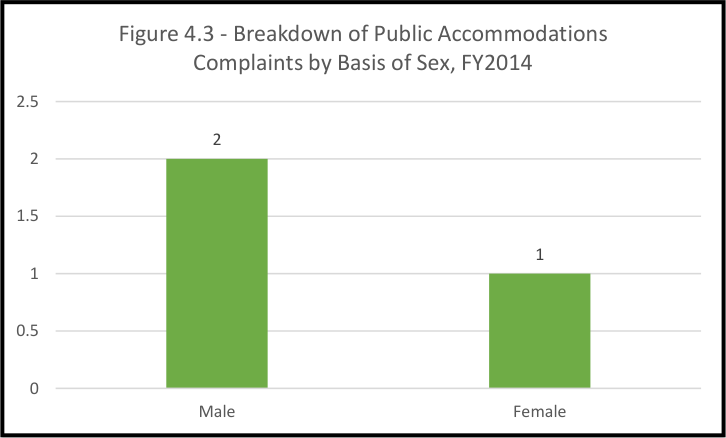 Figure 4.3 - Breakdown of Public Accommodations
Complaints by Basis of Sex, FY2014
2.5
2
1.5
1
0.5
0
2
1
Male
Female